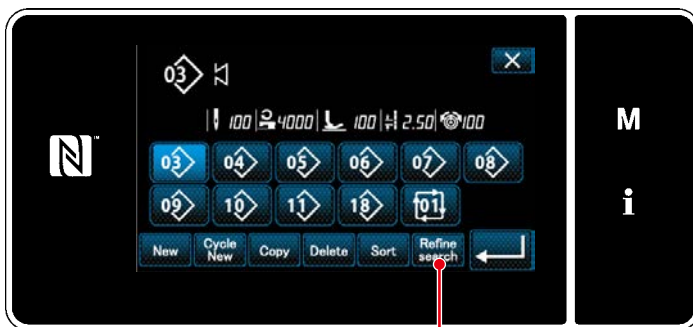 03
100 4000 100 2.50 100
M
03 04 05 06 07 08
09 10 11 18 01
i
New Cycle New Copy Delete Sort Refine search